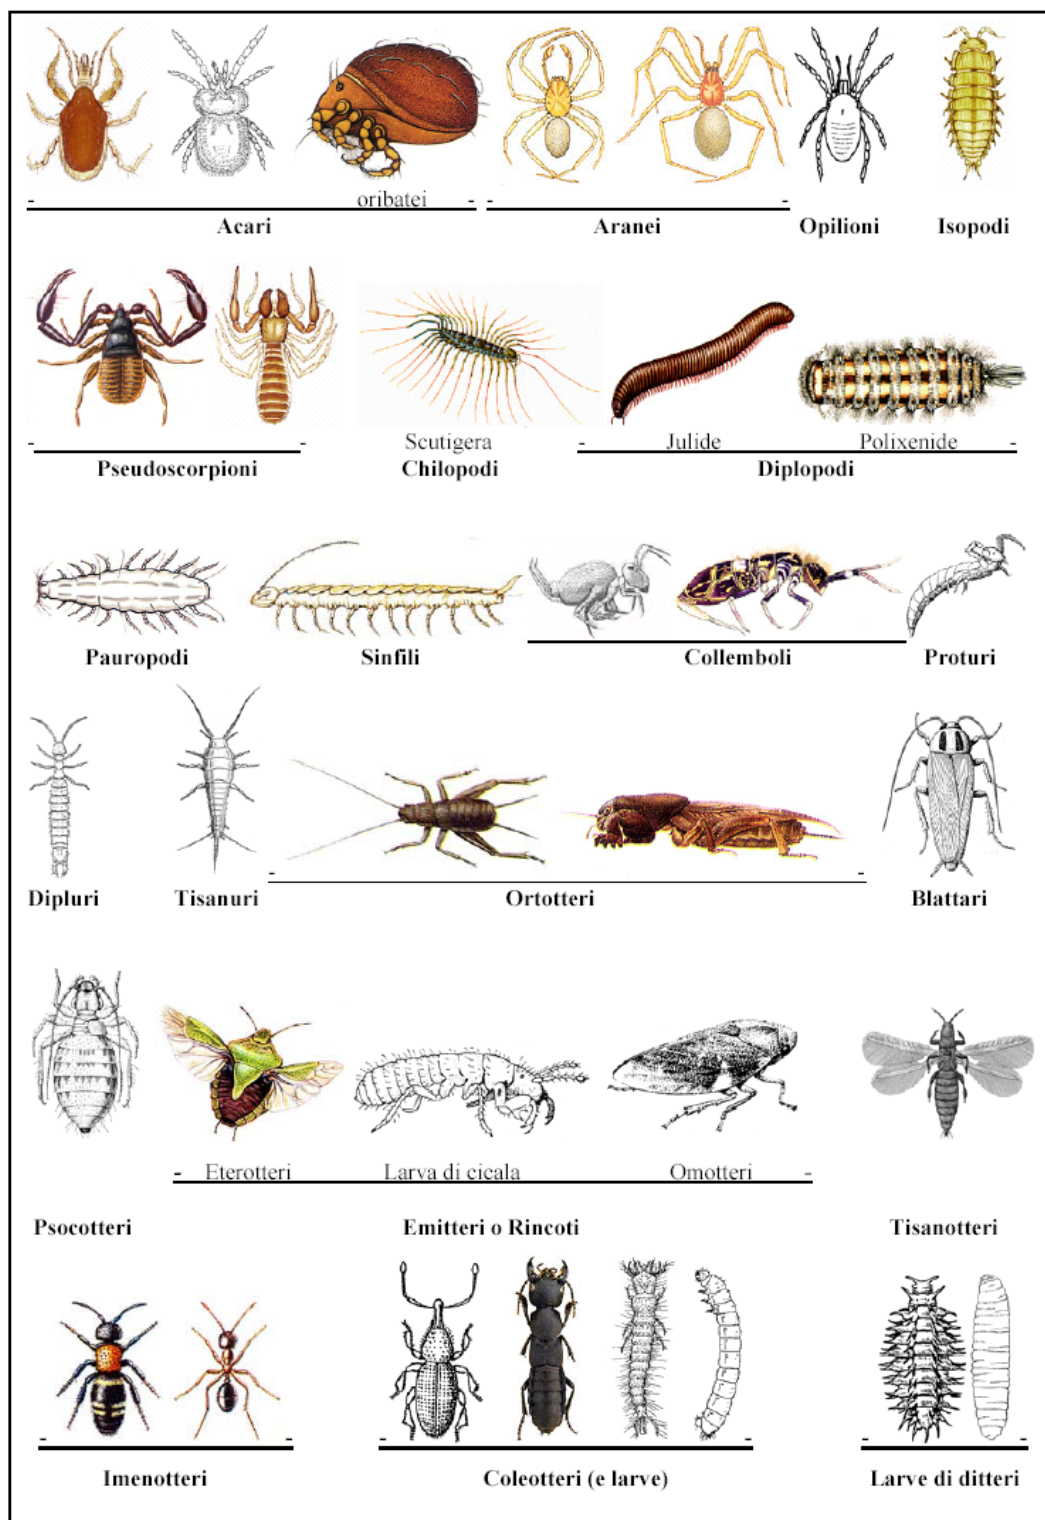 oribatei
Acari
Aranei
Opilioni
Isopodi
Scutigera
Julide
Polixenide
Pseudoscorpioni
Chilopodi
Diplopodi
Pauropodi
Sinfili
Collemboli
Proturi
Dipluri
Tisanuri
Ortotteri
Blattari
Eterotteri
Larva di cicala
Omotteri
Psocotteri
Emitteri o Rincoti
Tisanotteri
Imenotteri
Coleotteri (e larve)
Larve di ditteri